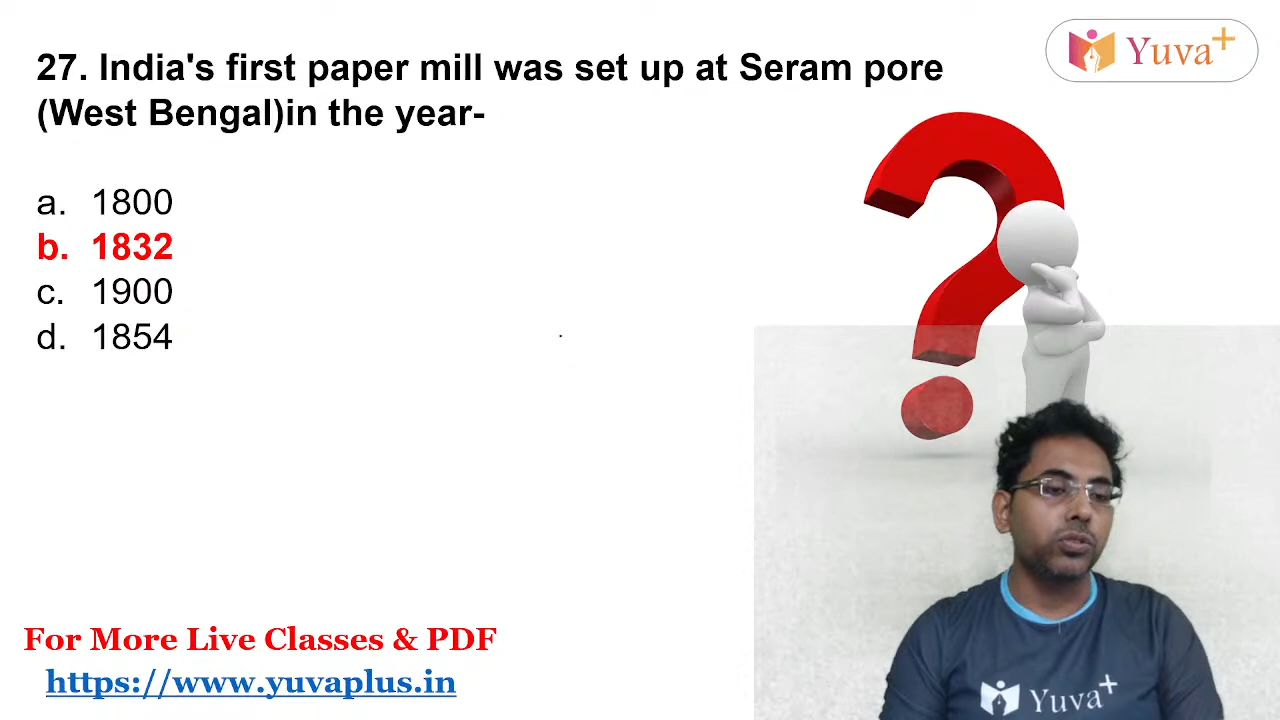 Yuva+
27. India's first paper mill was set up at Seram pore
(West Bengal)in the year-
a. 1800
b. 1832
c. 1900
d. 1854
For More Live Classes & PDF
https://www.yuvaplus.in
Yuva+